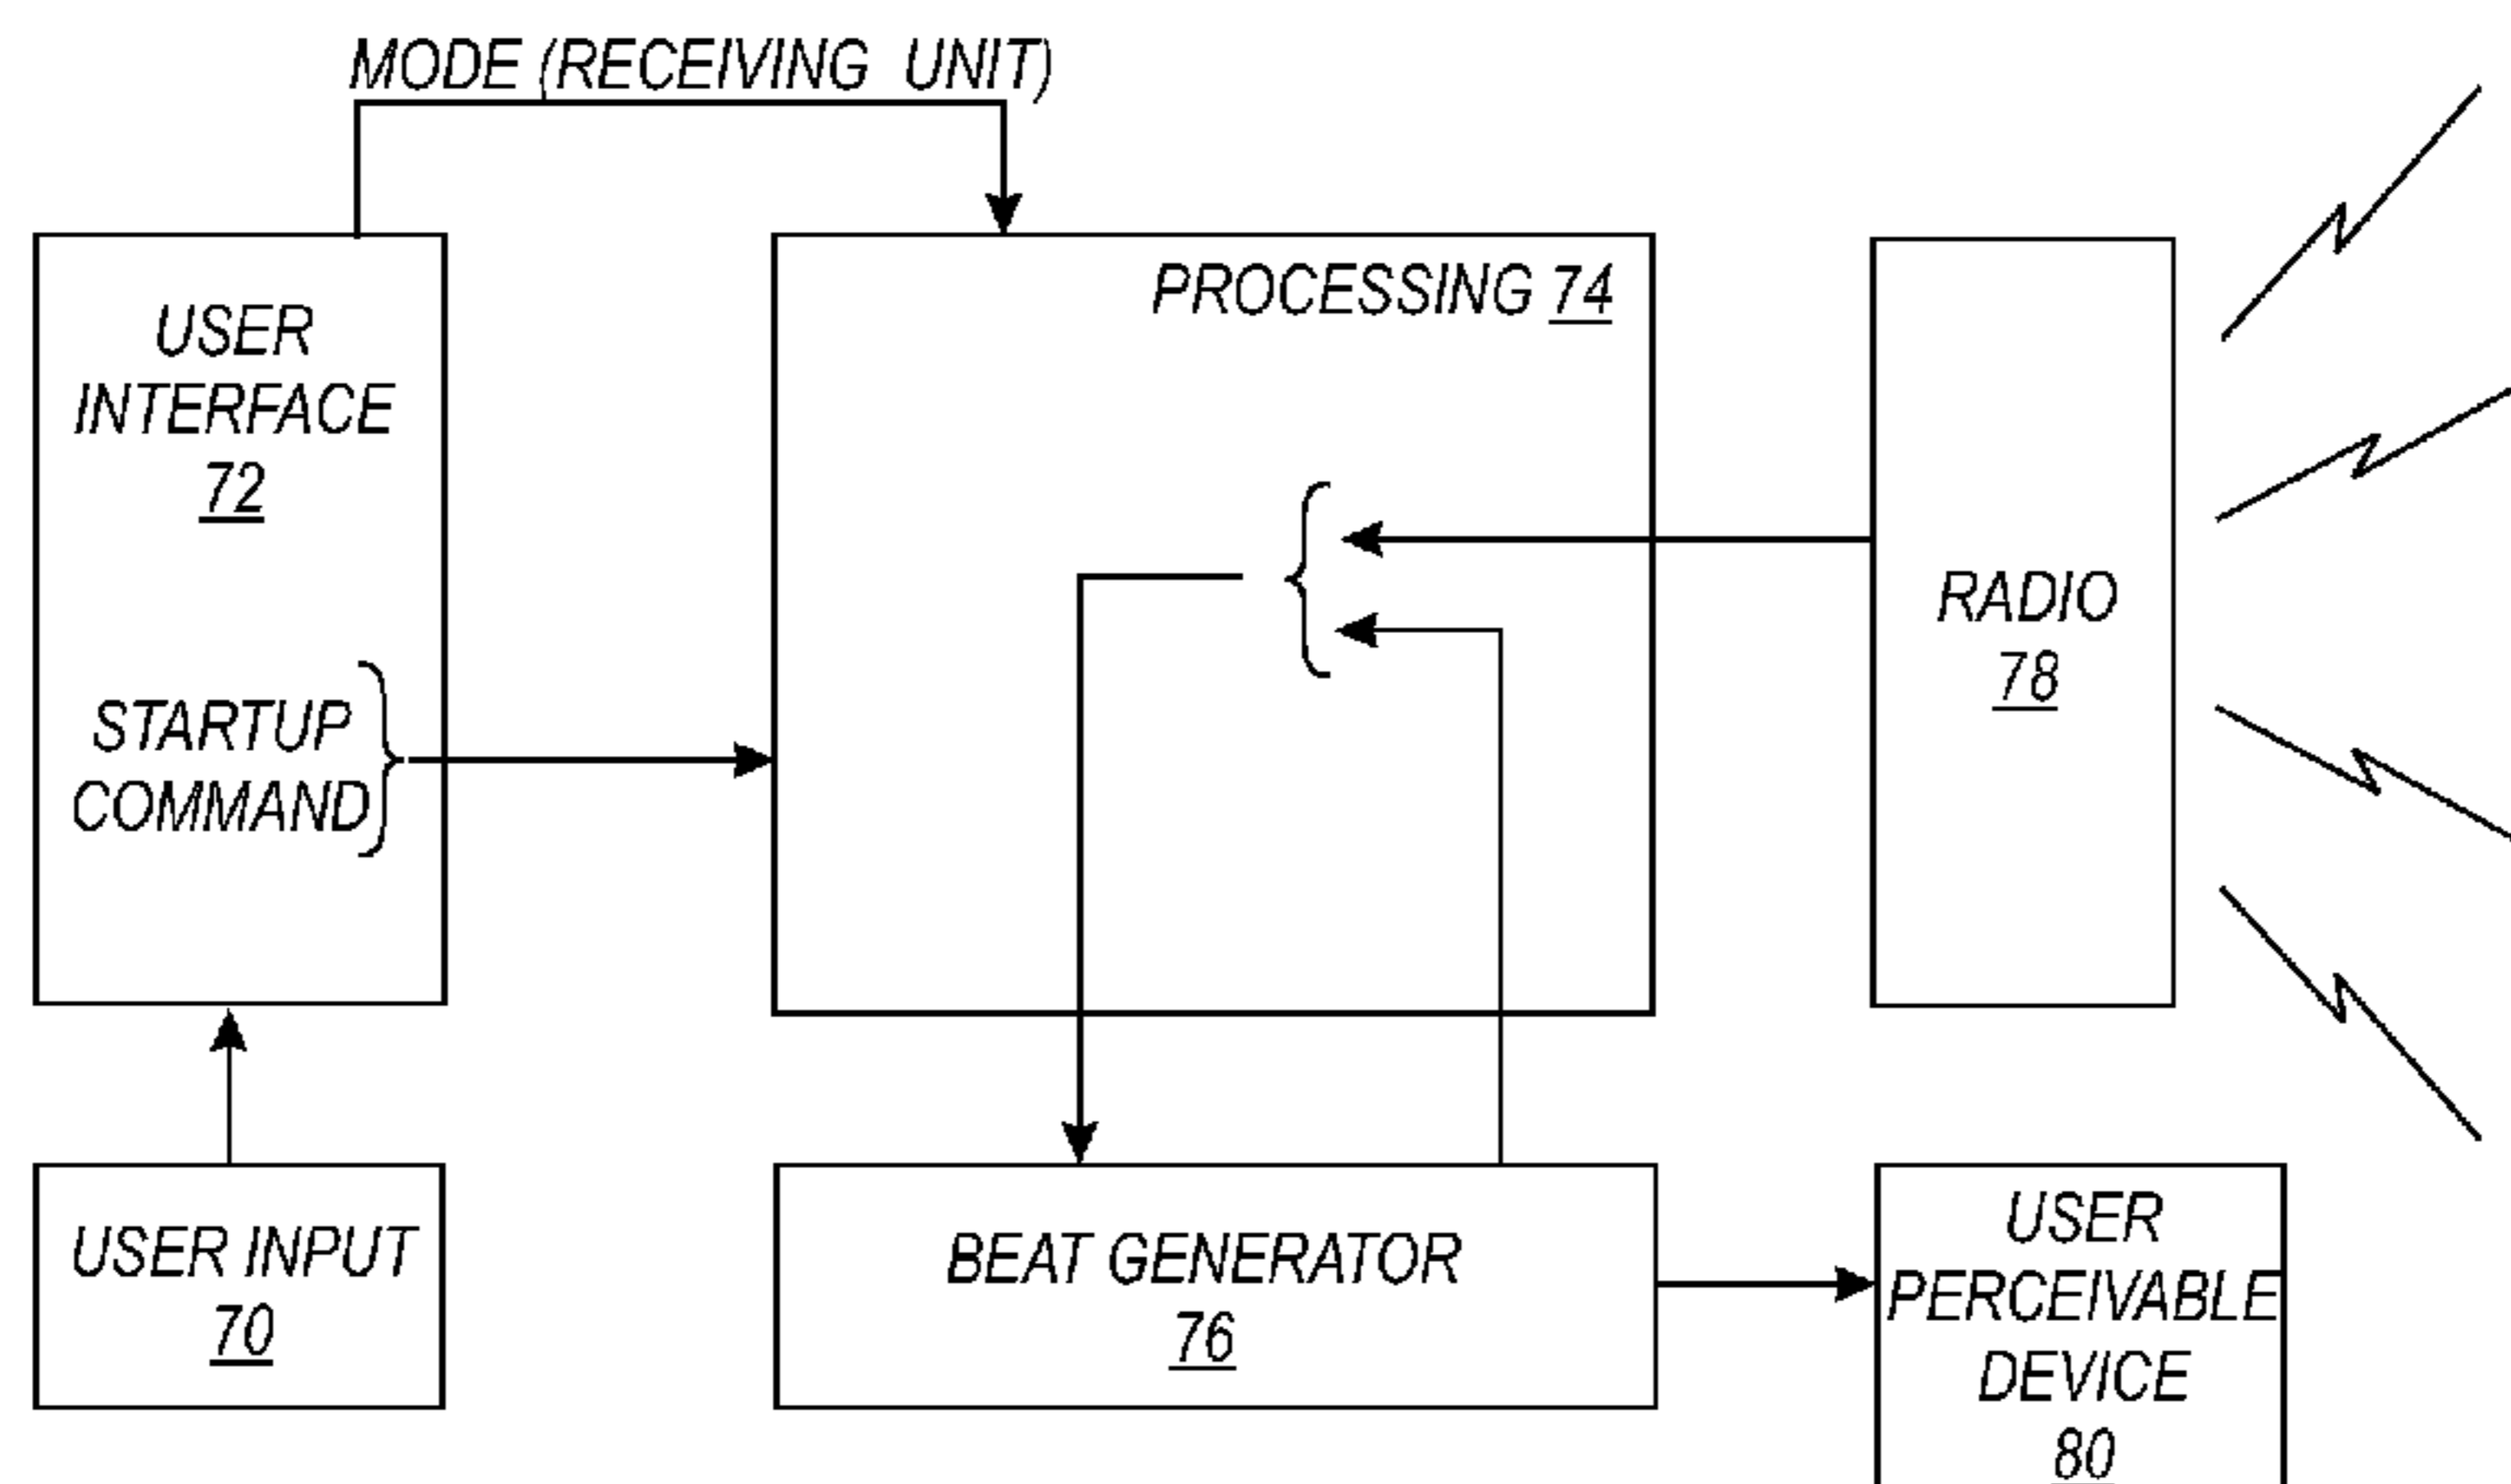 MODE (RECEIVING UNIT)
USER
INTERFACE
72
STARTUP
COMMAND
PROCESSING 74
RADIO
78
USER INPUT
70
BEAT GENERATOR
76
USER
PERCEIVABLE
DEVICE
80